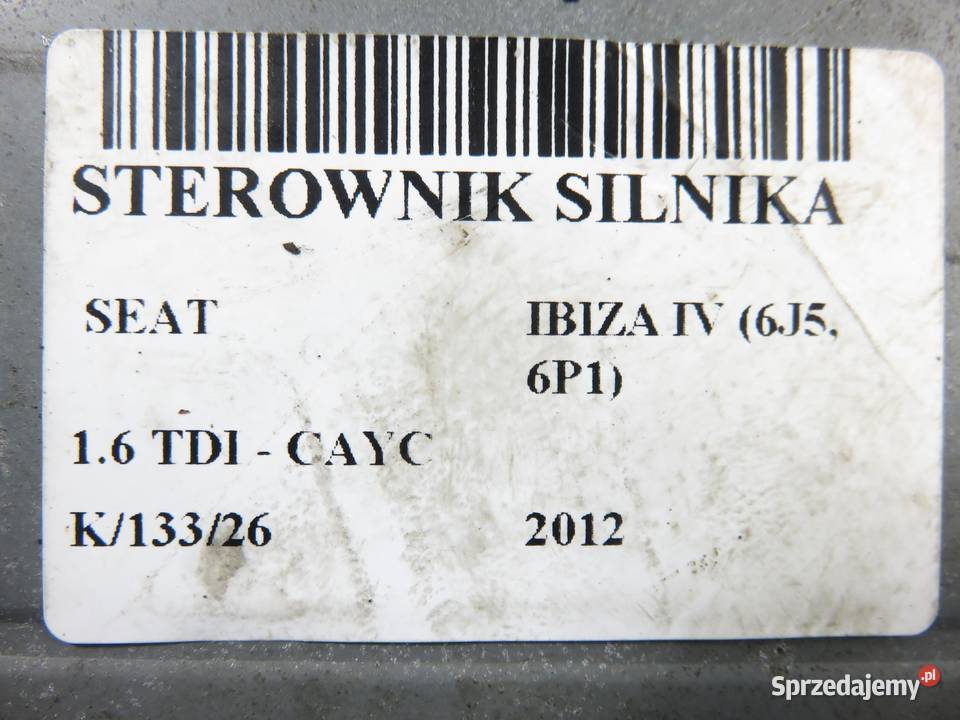 STEROWNIK SILNIKA
SEAT IBIZA IV (6J5, 6P1)
1.6 TDI - CAYC
K/133/26 2012
Sprzedajemy.pl